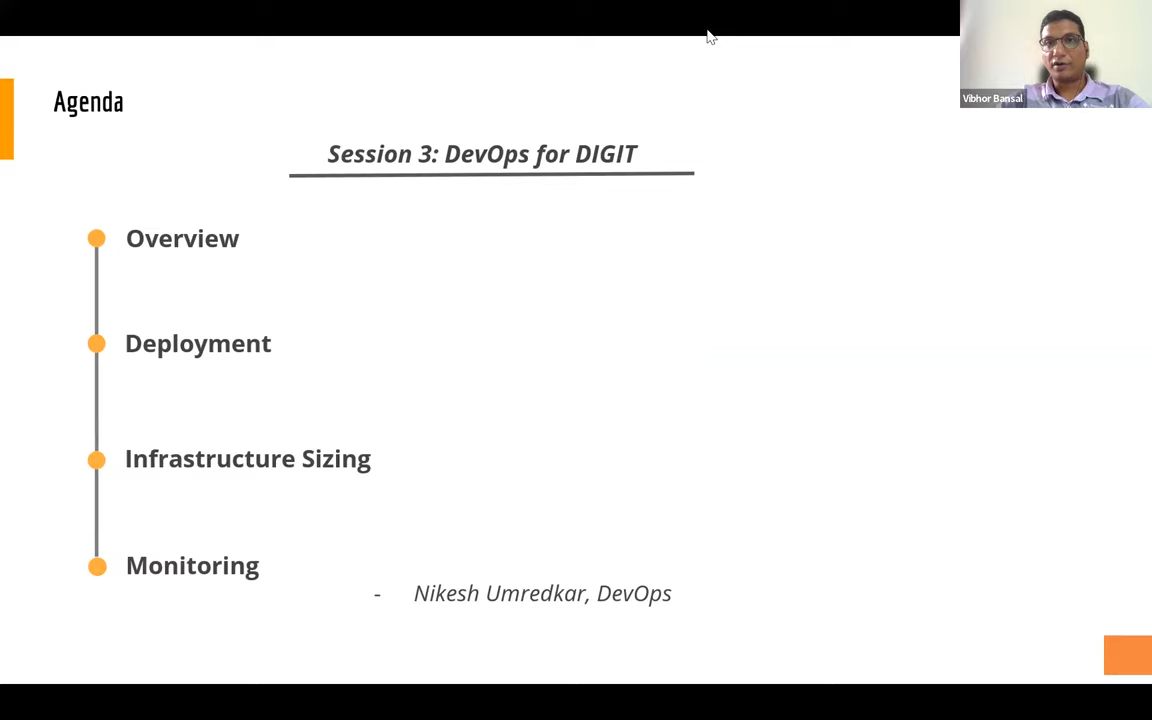 Vibhor Bansal
Agenda
Session 3: DevOps for DIGIT
Overview
Deployment
Infrastructure Sizing
Monitoring
- Nikesh Umredkar, DevOps